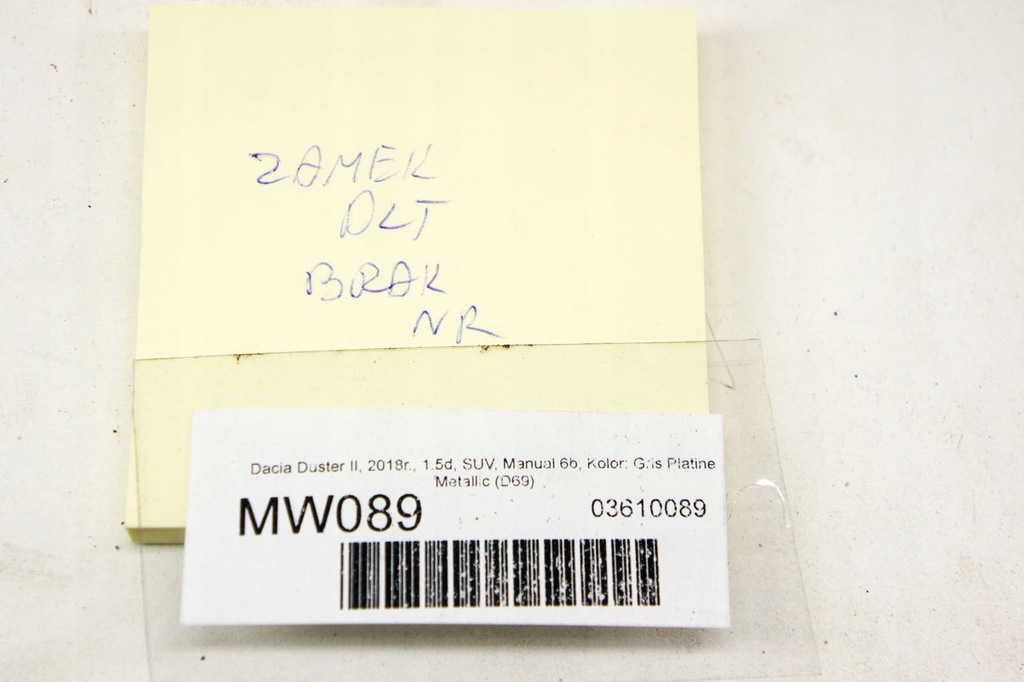 ZAMEK
DLT
BRAK
NR
Dacia Duster II, 2018r., 1.5d, SUV, Manual 6b, Kolor: Gris Platine
Metallic (D69)
MW089
03610089